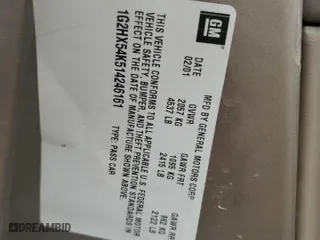 GM
MFD BY GENERAL MOTORS CORP
DATE GVWR GAWR FRT GAWR RR
02/01 2057 KG 1095 KG 962 KG
4537 LB 2415 LB 2122 LB
THIS VEHICLE CONFORMS TO ALL APPLICABLE U.S. FEDERAL MOTOR
VEHICLE SAFETY, BUMPER, AND THEFT PREVENTION STANDARDS IN
EFFECT ON THE DATE OF MANUFACTURE SHOWN ABOVE.
1G2HX54K514246161 TYPE: PASS CAR
DREAMBID